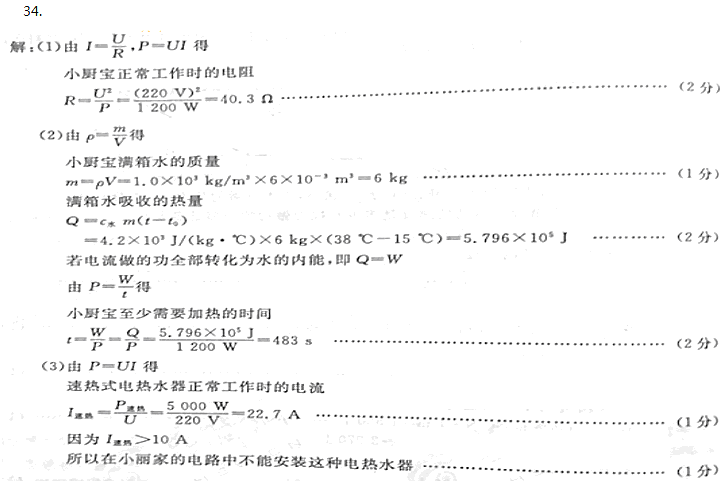 34.
解:(1)由 I=U/R,P=UI 得
小厨宝正常工作时的电阻
R=U²/P=(220 V)²/1 200 W=40.3 Ω ………………………………(2分)
(2)由 ρ=m/V得
小厨宝满箱水的质量
m=ρV=1.0×10³ kg/m³×6×10⁻³ m³=6 kg ………………………………(1分)
满箱水吸收的热量
Q=c水 m(t-t₀)
=4.2×10³ J/(kg·℃)×6 kg×(38 ℃-15 ℃)=5.796×10⁵ J …………(2分)
若电流做的功全部转化为水的内能,即 Q=W
由 P=W/t得
小厨宝至少需要加热的时间
t=W/P=Q/P=5.796×10⁵ J/1 200 W=483 s ………………………………(2分)
(3)由 P=UI 得
速热式电热水器正常工作时的电流
I速热=P速热/U=5 000 W/220 V=22.7 A ………………………………(1分)
因为 I速热>10 A
所以在小丽家的电路中不能安装这种电热水器 ………………………………(1分)